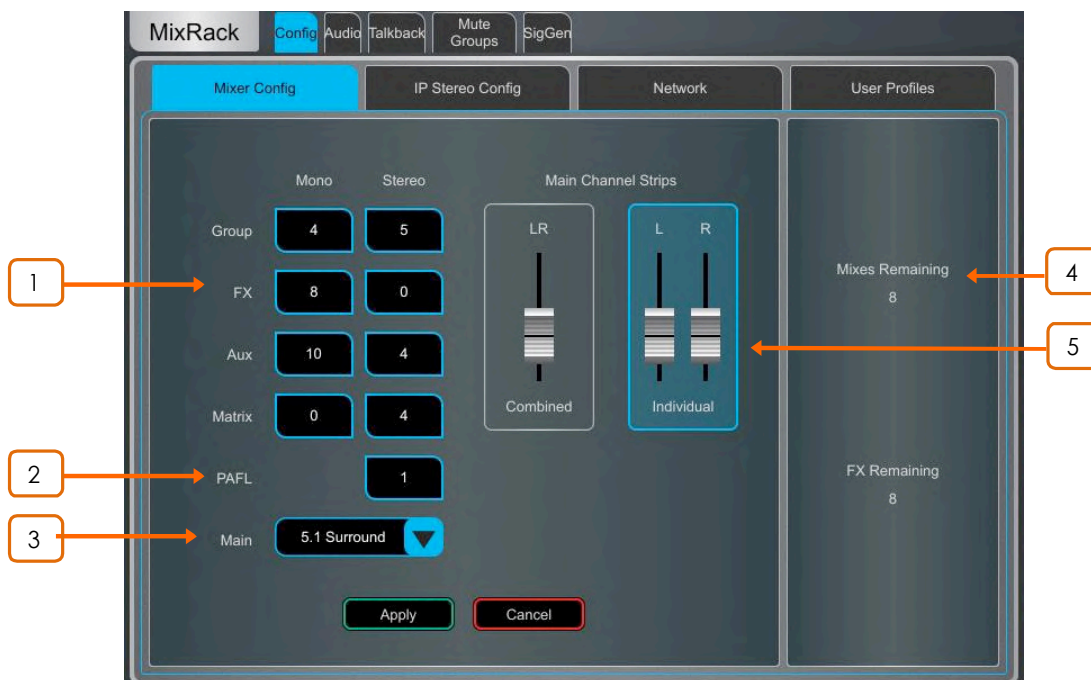 MixRack
Config
Audio
Talkback
Mute
Groups
SigGen
Mixer Config
IP Stereo Config
Network
User Profiles
Mono
Stereo
Main Channel Strips
Group
4
5
LR
L
R
1
FX
8
0
Mixes Remaining
8
4
Aux
10
4
5
Matrix
0
4
Combined
Individual
2
PAFL
1
FX Remaining
8
3
Main
5.1 Surround
Apply
Cancel